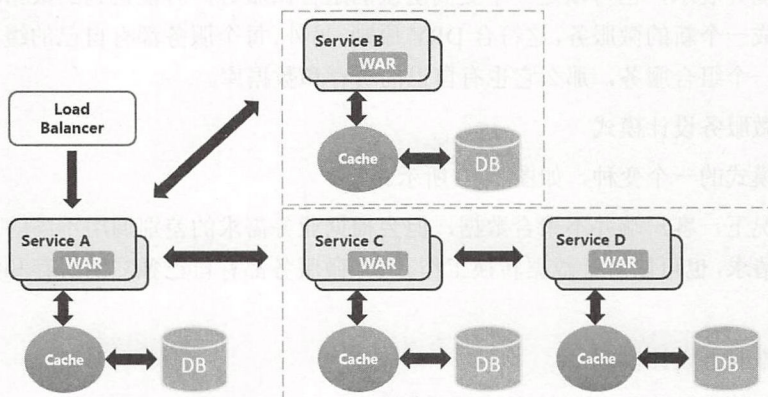 Service B
WAR
Load
Balancer
Cache
DB
Service A
WAR
Service C
WAR
Service D
WAR
Cache
DB
Cache
DB
Cache
DB